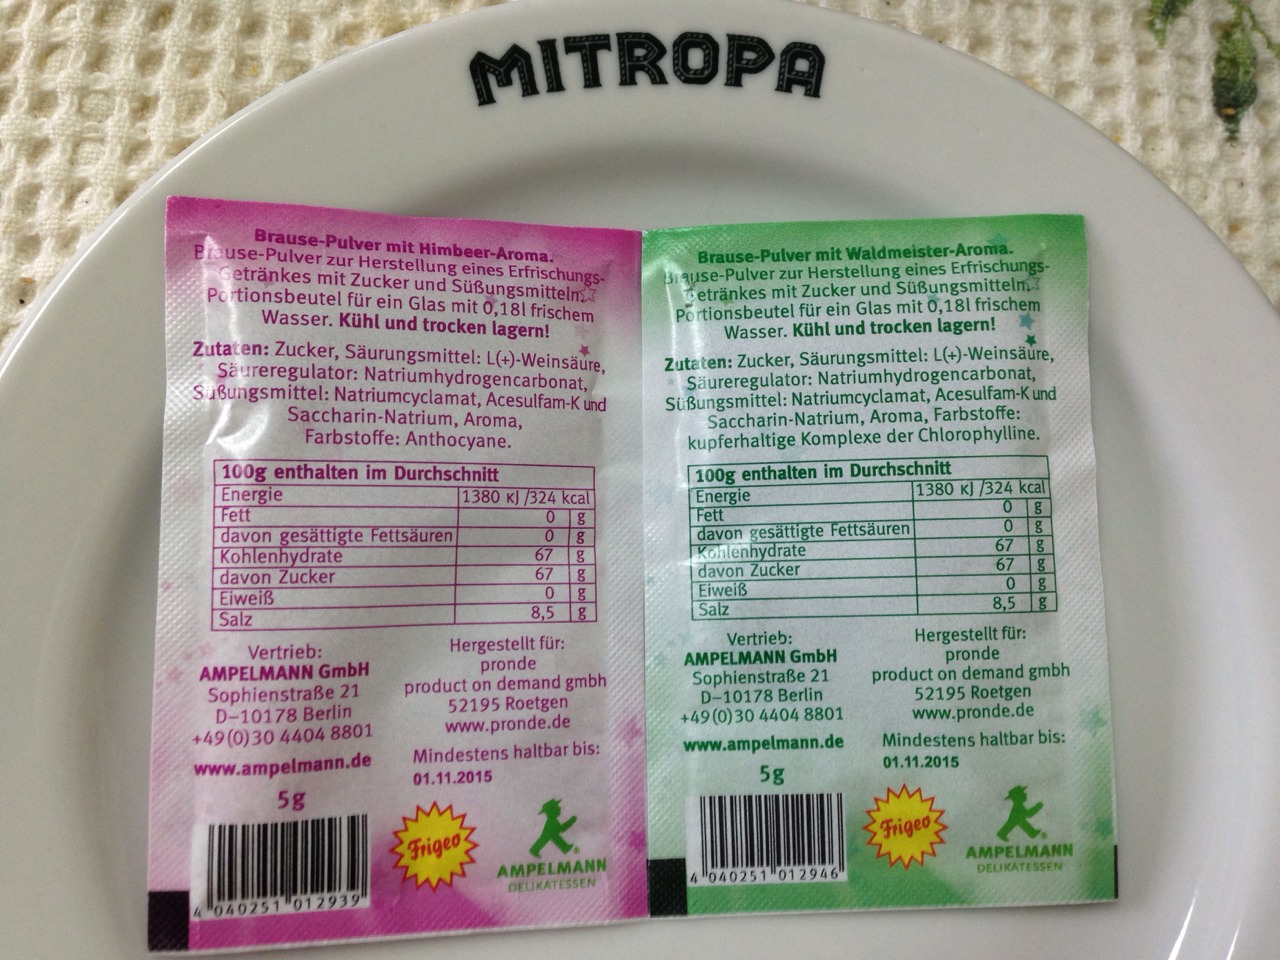 MITROPA
Brause-Pulver mit Himbeer-Aroma.
Brause-Pulver zur Herstellung eines Erfrischungs-
Getränkes mit Zucker und Süßungsmitteln.
Portionsbeutel für ein Glas mit 0,18l frischem
Wasser. Kühl und trocken lagern!
Zutaten: Zucker, Säurungsmittel: L(+)-Weinsäure,
Säureregulator: Natriumhydrogencarbonat,
Süßungsmittel: Natriumcyclamat, Acesulfam-K und
Saccharin-Natrium, Aroma,
Farbstoffe: Anthocyane.
100g enthalten im Durchschnitt
Energie 1380 KJ /324 kcal
Fett 0 g
davon gesättigte Fettsäuren 0 g
Kohlenhydrate 67 g
davon Zucker 67 g
Eiweiß 0 g
Salz 8,5 g
Vertrieb:
AMPELMANN GmbH
Sophienstraße 21
D–10178 Berlin
+49(0)30 4404 8801
www.ampelmann.de
5g
4 040251 012939
Hergestellt für:
pronde
product on demand gmbh
52195 Roetgen
www.pronde.de
Mindestens haltbar bis:
01.11.2015
Frigeo
AMPELMANN
DELIKATESSEN
Brause-Pulver mit Waldmeister-Aroma.
Brause-Pulver zur Herstellung eines Erfrischungs-
Getränkes mit Zucker und Süßungsmitteln.
Portionsbeutel für ein Glas mit 0,18l frischem
Wasser. Kühl und trocken lagern!
Zutaten: Zucker, Säurungsmittel: L(+)-Weinsäure,
Säureregulator: Natriumhydrogencarbonat,
Süßungsmittel: Natriumcyclamat, Acesulfam-K und
Saccharin-Natrium, Aroma, Farbstoffe:
kupferhaltige Komplexe der Chlorophylline.
100g enthalten im Durchschnitt
Energie 1380 KJ /324 kcal
Fett 0 g
davon gesättigte Fettsäuren 0 g
Kohlenhydrate 67 g
davon Zucker 67 g
Eiweiß 0 g
Salz 8,5 g
Vertrieb:
AMPELMANN GmbH
Sophienstraße 21
D–10178 Berlin
+49(0)30 4404 8801
www.ampelmann.de
5g
4 040251 012946
Hergestellt für:
pronde
product on demand gmbh
52195 Roetgen
www.pronde.de
Mindestens haltbar bis:
01.11.2015
Frigeo
AMPELMANN
DELIKATESSEN